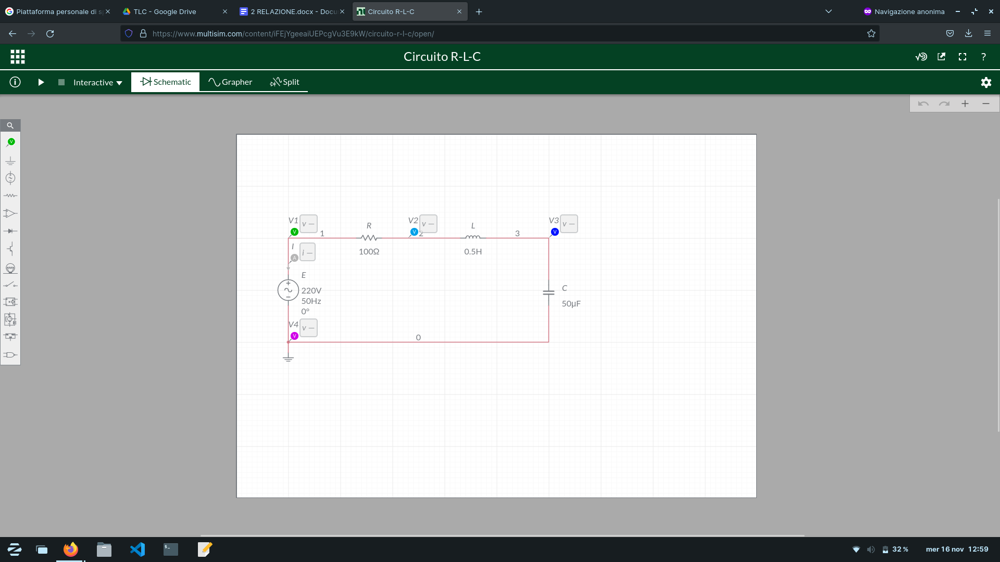 Piattaforma personale di s
TLC - Google Drive
2 RELAZIONE.docx - Docu
Circuito R-L-C
Navigazione anonima
https://www.multisim.com/content/iFEjYgeeaiUEPcgVu3E9kW/circuito-r-l-c/open/
Circuito R-L-C
?
Interactive
Schematic
Grapher
Split
V1
v —
V
1
R
100Ω
V2
v —
V
2
L
0.5H
3
V3
v —
V
I
i —
A
E
220V
50Hz
0°
C
50µF
V4
v —
V
0
V
32 %
mer 16 nov 12:59